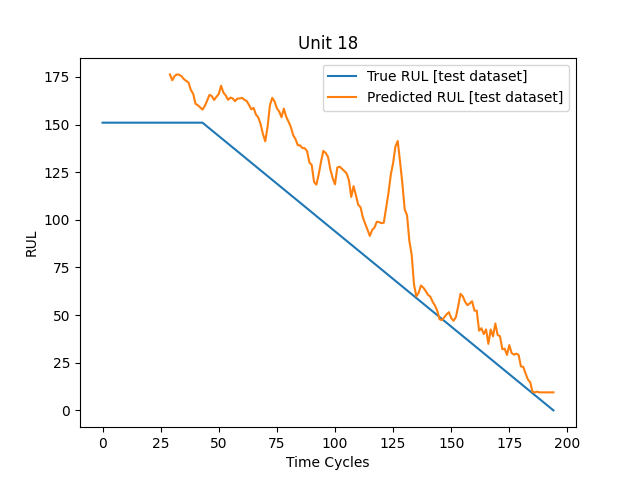 Unit 18
True RUL [test dataset]
Predicted RUL [test dataset]
RUL
175
150
125
100
75
50
25
0
0 25 50 75 100 125 150 175 200
Time Cycles